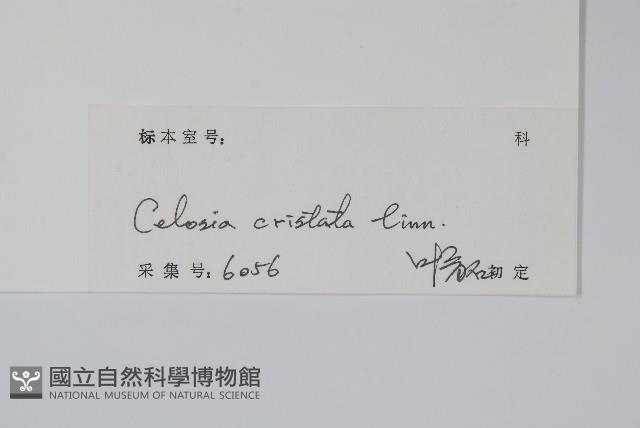 标本室号： 科
Celosia cristata Linn.
采集号：6056 叶 初定
國立自然科學博物館
NATIONAL MUSEUM OF NATURAL SCIENCE